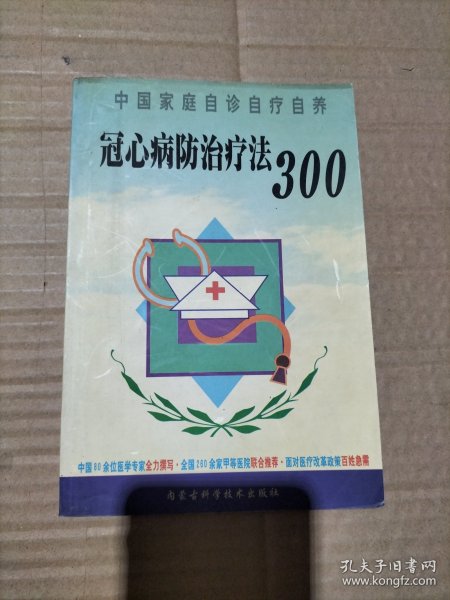 中国家庭自诊自疗自养
冠心病防治疗法300
中国80余位医学专家全力撰写·全国260余家甲等医院联合推荐·面对医疗改革政策百姓急需
内蒙古科学技术出版社
孔夫子旧书网
www.kongfz.com